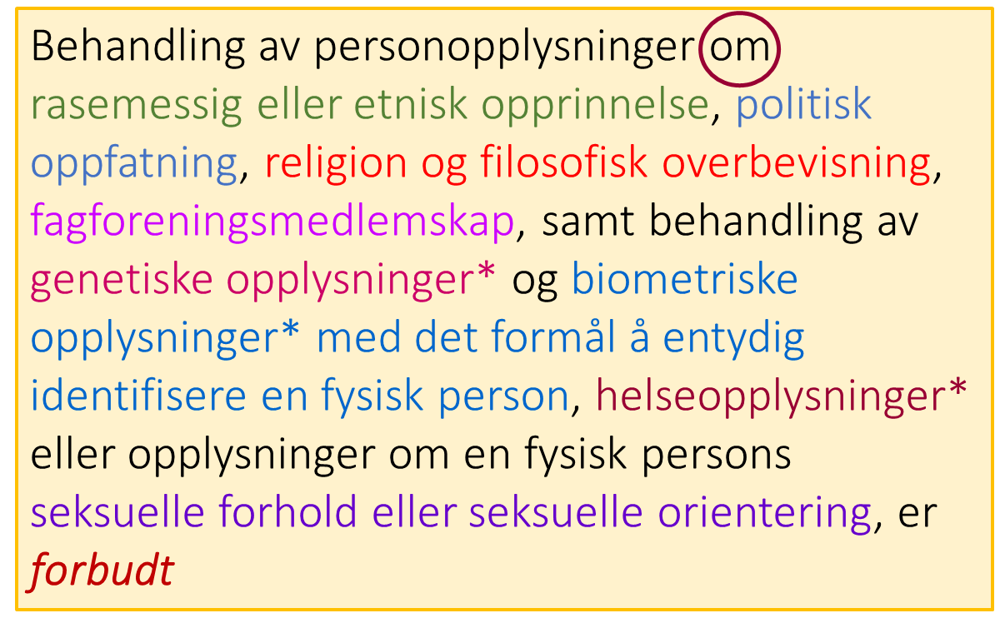 Behandling av personopplysninger om
rasemessig eller etnisk opprinnelse, politisk
oppfatning, religion og filosofisk overbevisning,
fagforeningsmedlemskap, samt behandling av
genetiske opplysninger* og biometriske
opplysninger* med det formål å entydig
identifisere en fysisk person, helseopplysninger*
eller opplysninger om en fysisk persons
seksuelle forhold eller seksuelle orientering, er
forbudt